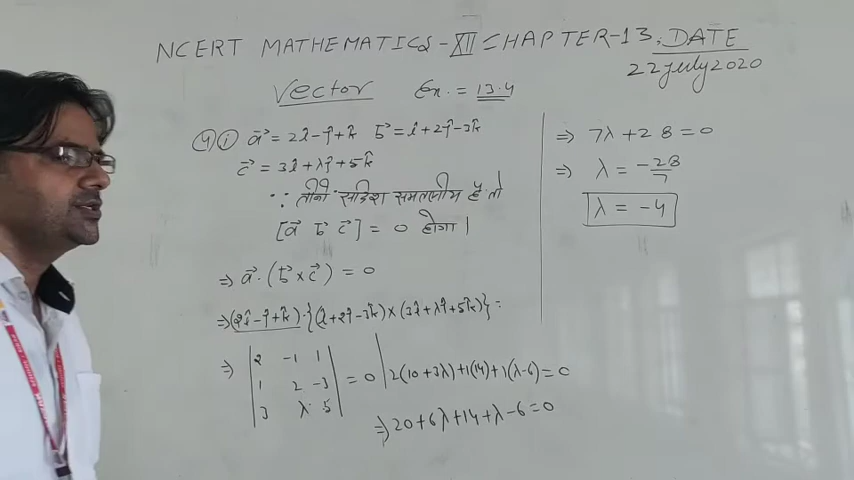 NCERT MATHEMATICS-XII CHAPTER-13, DATE
22 july 2020
Vector Ex. = 13.4
(4)(i) a⃗ = 2î-ĵ+k̂ b⃗ = î+2ĵ-3k̂
c⃗ = 3î+λĵ+5k̂
∵ तीनों सदिश समतलीय हैं तो
[a⃗ b⃗ c⃗] = 0 होगा।
⇒ a⃗·(b⃗×c⃗) = 0
⇒ (2î-ĵ+k̂)·{(î+2ĵ-3k̂)×(3î+λĵ+5k̂)} =
⇒ | 2 -1 1 |
| 1 2 -3 | = 0
| 3 λ 5 |
2(10+3λ)+1(14)+1(λ-6)=0
⇒ 20+6λ+14+λ-6=0
⇒ 7λ+28=0
⇒ λ = -28/7
λ = -4